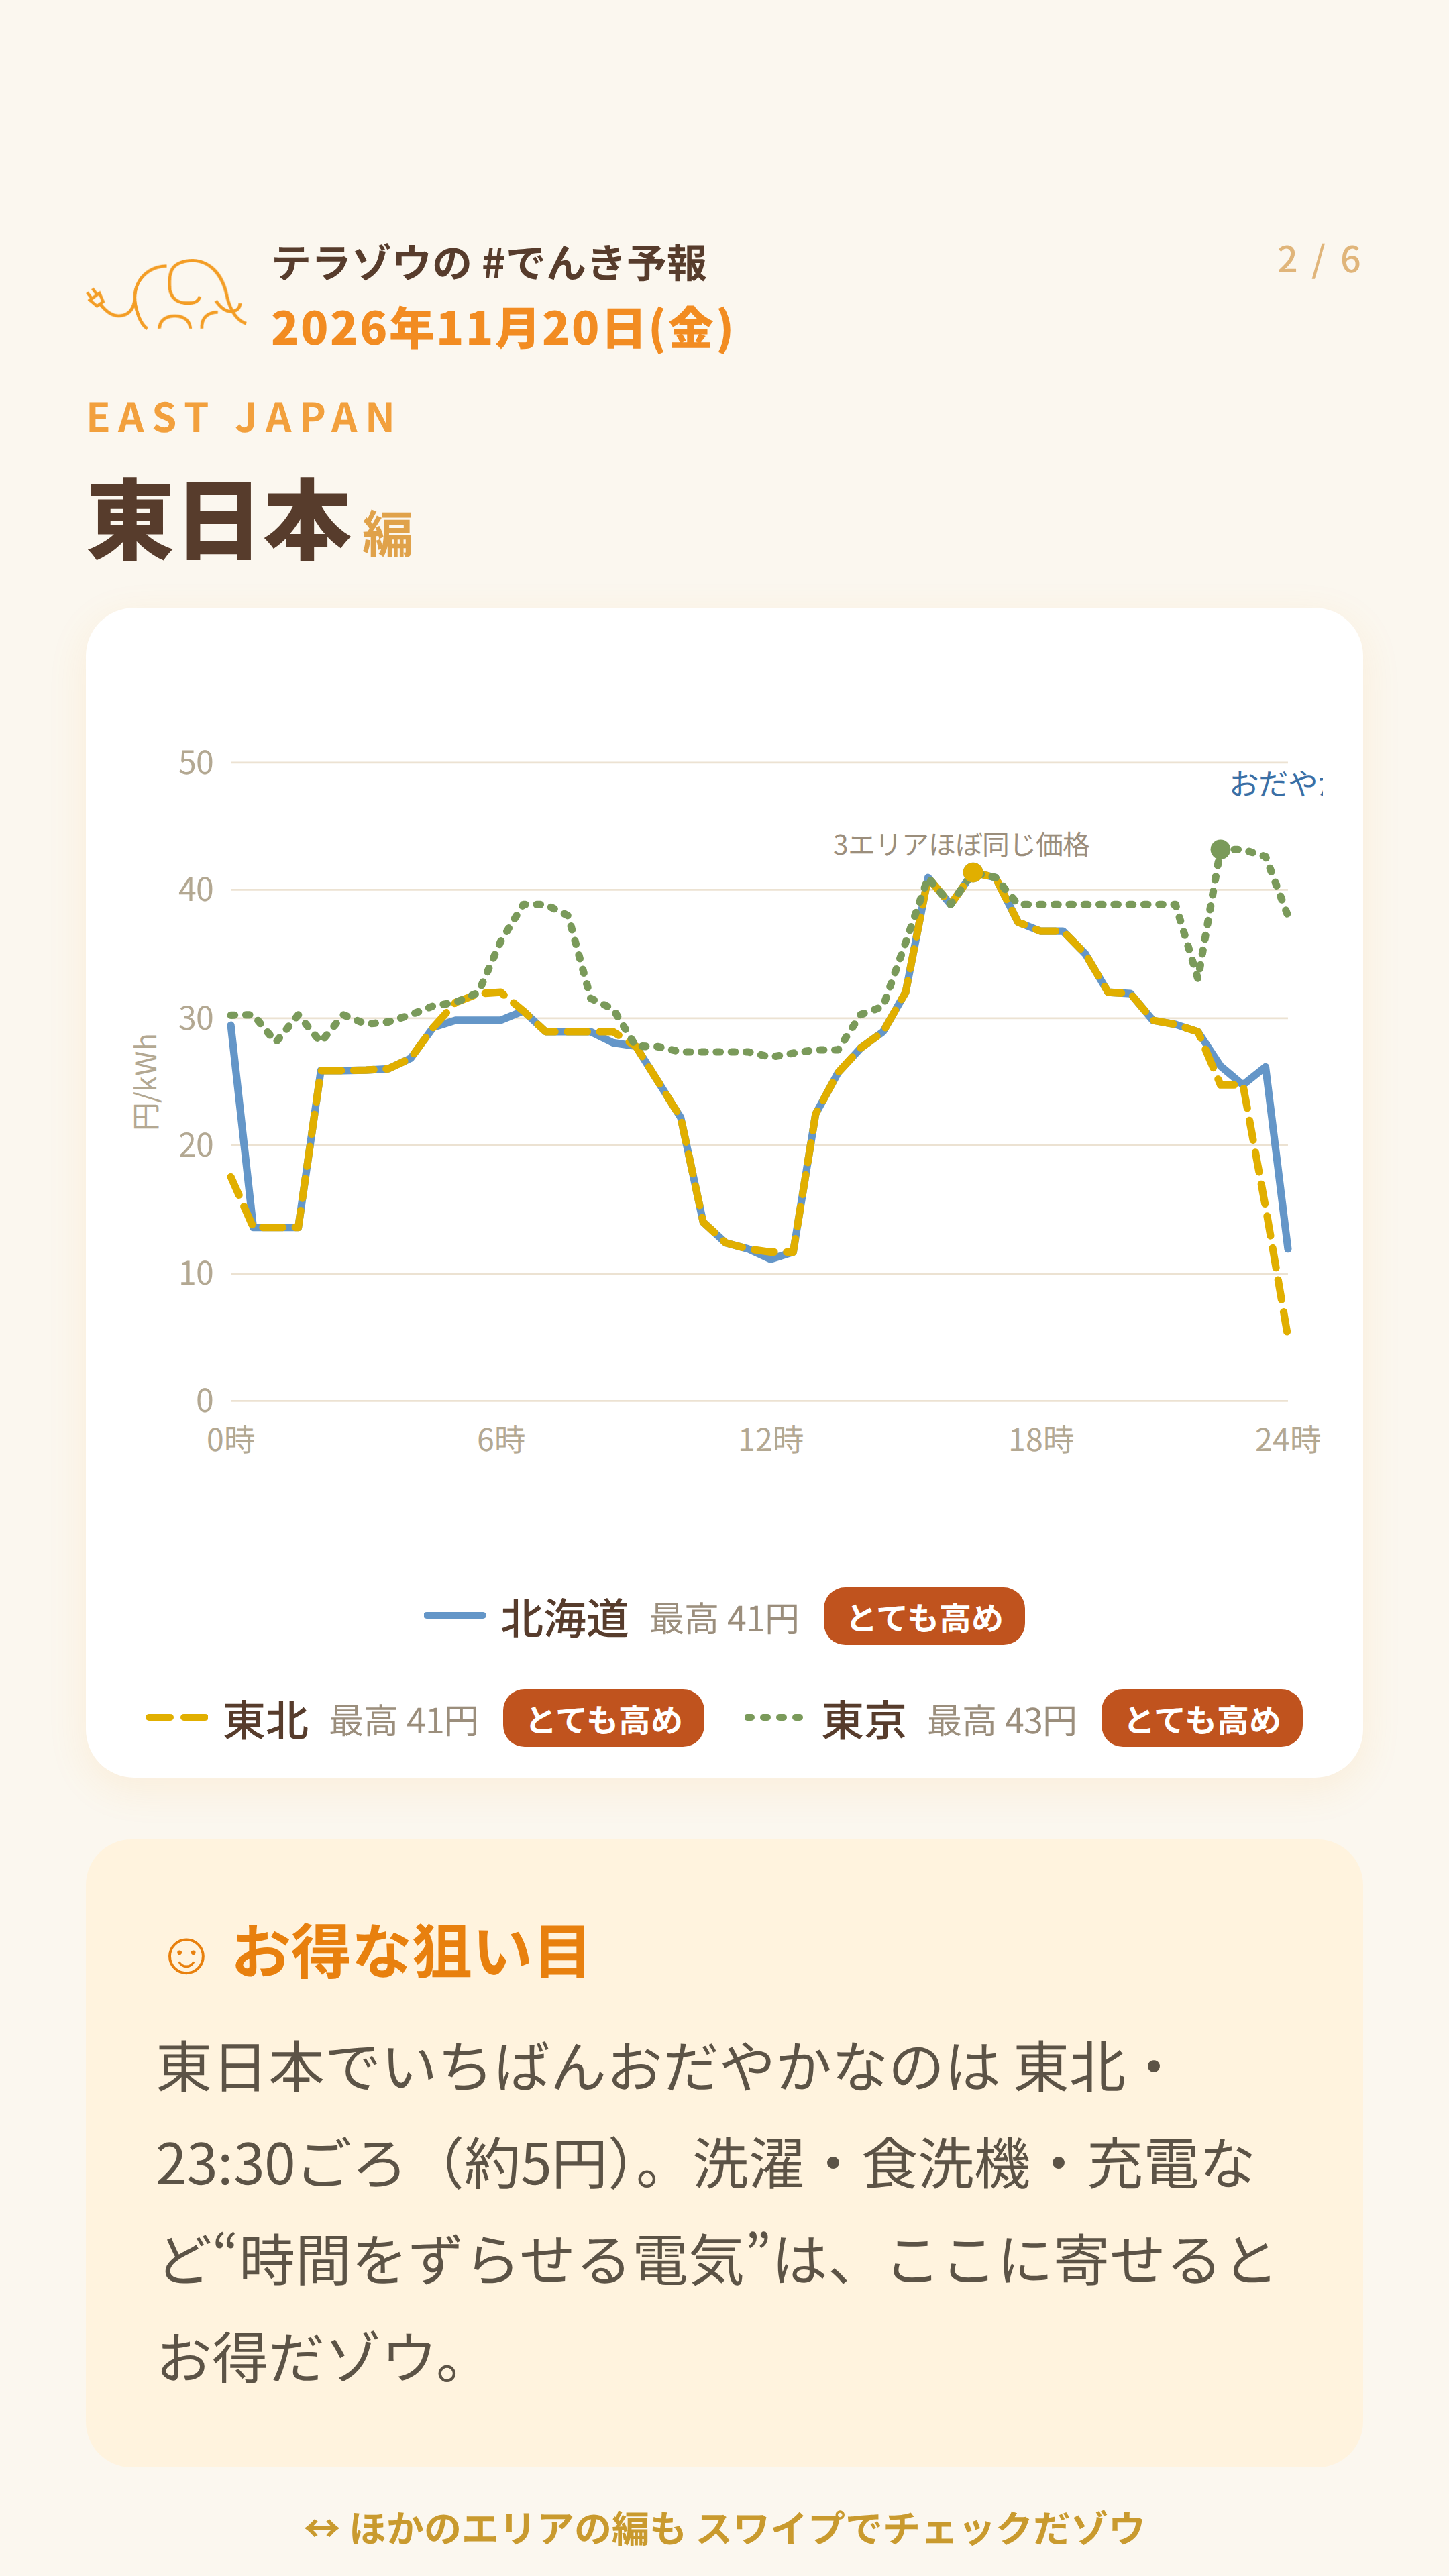 テラゾウの #でんき予報
2026年11月20日(金)
2 / 6
EAST JAPAN
東日本 編
50
おだやか
3エリアほぼ同じ価格
40
30
円/kWh
20
10
0
0時 6時 12時 18時 24時
北海道 最高 41円 とても高め
東北 最高 41円 とても高め
東京 最高 43円 とても高め
☺ お得な狙い目
東日本でいちばんおだやかなのは 東北・
23:30ごろ（約5円）。洗濯・食洗機・充電な
ど“時間をずらせる電気”は、ここに寄せると
お得だゾウ。
↔ ほかのエリアの編も スワイプでチェックだゾウ